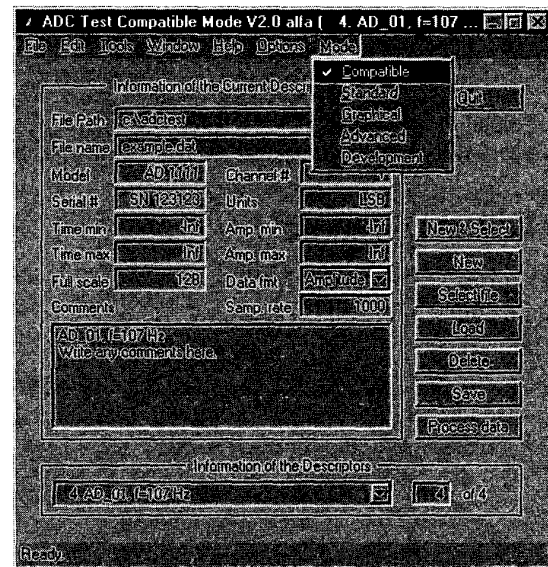 ADC Test Compatible Mode V2.0 alfa ( 4. AD_01, f=107 ...
File Edit Tools Window Help Options Mode
Compatible
Standard
Graphical
Advanced
Development
Information of the Current Descri
Quit
File Path c:\adctest
File name example.dat
Model AD 1111 Channel #
Serial # SN 123123 Units LSB
Time min -Inf Amp. min -Inf
Time max Inf Amp. max Inf
Full scale 128 Data fmt Amplitude
Comments Samp. rate 1000
AD_01, f=107 Hz
Write any comments here.
New & Select
New
Select file
Load
Delete
Save
Process data
Information of the Descriptors
4. AD_01, f=107 Hz 4 of 4
Ready.